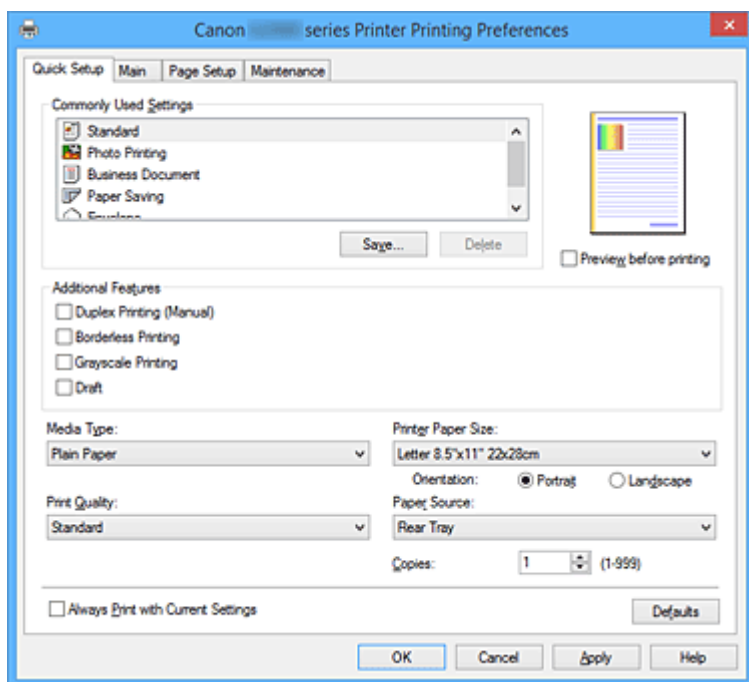 Canon series Printer Printing Preferences
Quick Setup Main Page Setup Maintenance
Commonly Used Settings
Standard
Photo Printing
Business Document
Paper Saving
Envelope
Save... Delete
Preview before printing
Additional Features
Duplex Printing (Manual)
Borderless Printing
Grayscale Printing
Draft
Media Type: Printer Paper Size:
Plain Paper Letter 8.5"x11" 22x28cm
Orientation: Portrait Landscape
Print Quality: Paper Source:
Standard Rear Tray
Copies: 1 (1-999)
Always Print with Current Settings Defaults
OK Cancel Apply Help